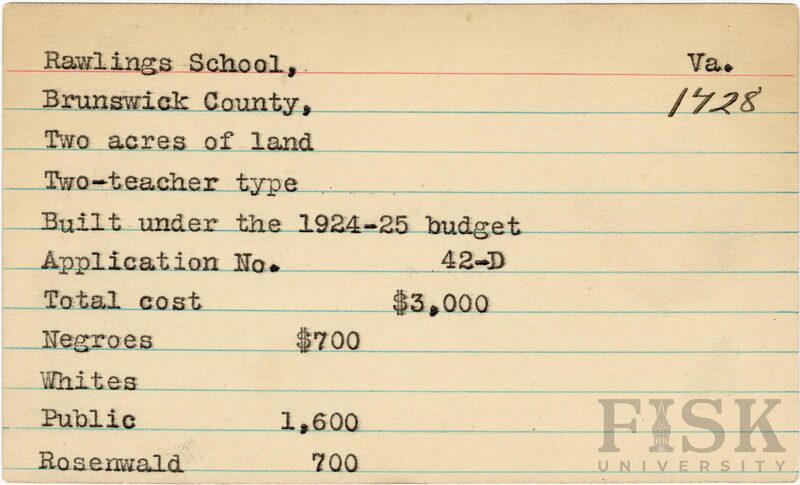 Rawlings School, Va.
Brunswick County, 1428
Two acres of land
Two-teacher type
Built under the 1924-25 budget
Application No. 42-D
Total cost $3,000
Negroes $700
Whites
Public 1,600
Rosenwald 700
FISK
UNIVERSITY